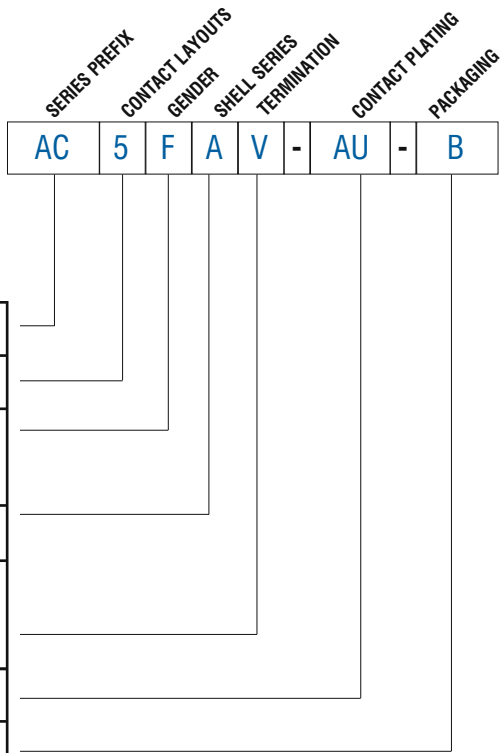 SERIES PREFIX
CONTACT LAYOUTS
GENDER
SHELL SERIES
TERMINATION
CONTACT PLATING
PACKAGING
AC 5 F A V - AU - B